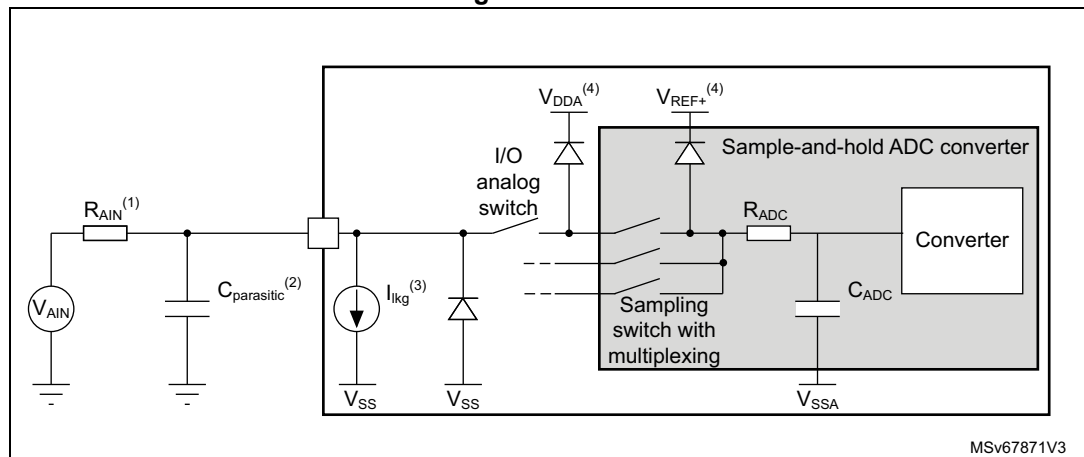 V_DDA(4)
V_REF+(4)
Sample-and-hold ADC converter
I/O
analog
switch
R_AIN(1)
R_ADC
Converter
C_parasitic(2)
I_lkg(3)
C_ADC
V_AIN
Sampling
switch with
multiplexing
V_SS
V_SS
V_SSA
MSv67871V3